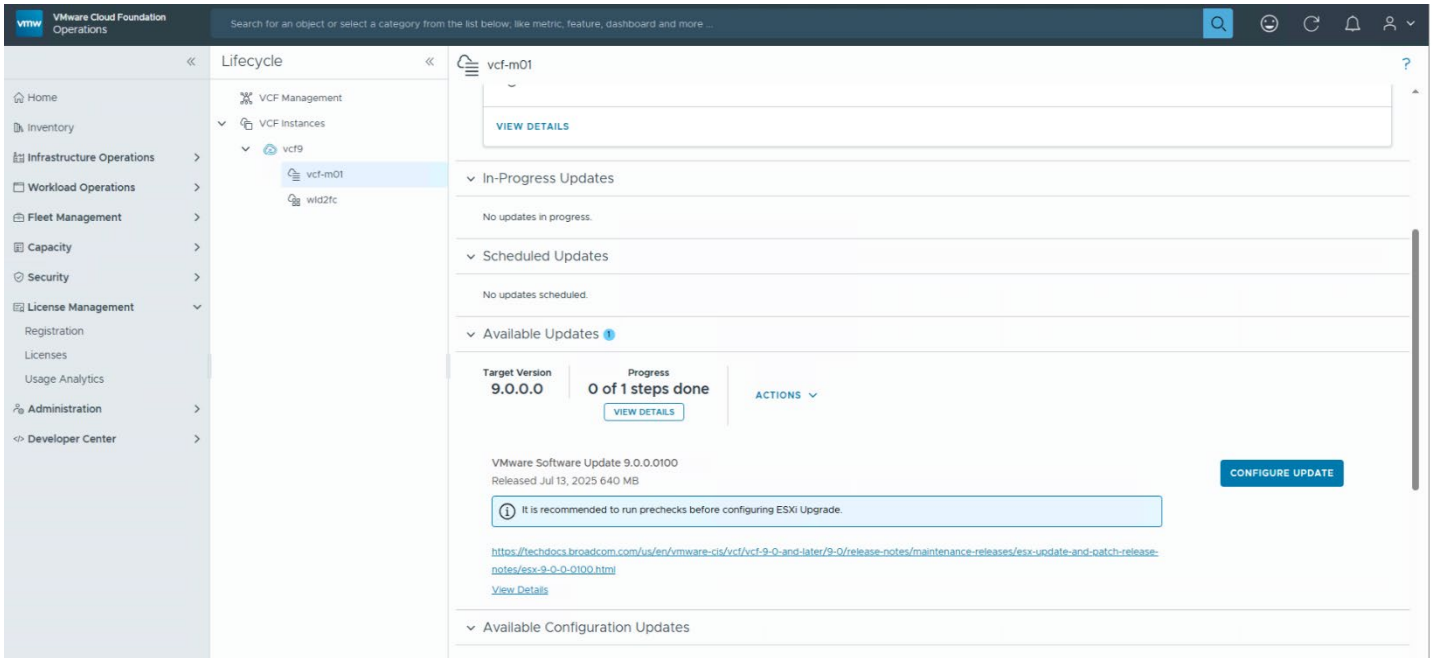 vmw
VMware Cloud Foundation
Operations
Search for an object or select a category from the list below; like metric, feature, dashboard and more ...
Home
Inventory
Infrastructure Operations
Workload Operations
Fleet Management
Capacity
Security
License Management
Registration
Licenses
Usage Analytics
Administration
Developer Center
Lifecycle
VCF Management
VCF Instances
vcf9
vcf-m01
wld2fc
vcf-m01
?
VIEW DETAILS
In-Progress Updates
No updates in progress.
Scheduled Updates
No updates scheduled.
Available Updates 1
Target Version
9.0.0.0
Progress
0 of 1 steps done
VIEW DETAILS
ACTIONS
VMware Software Update 9.0.0.0100
Released Jul 13, 2025 640 MB
CONFIGURE UPDATE
It is recommended to run prechecks before configuring ESXi Upgrade.
https://techdocs.broadcom.com/us/en/vmware-cis/vcf/vcf-9-0-and-later/9-0/release-notes/maintenance-releases/esx-update-and-patch-release-
notes/esx-9-0-0-0100.html
View Details
Available Configuration Updates